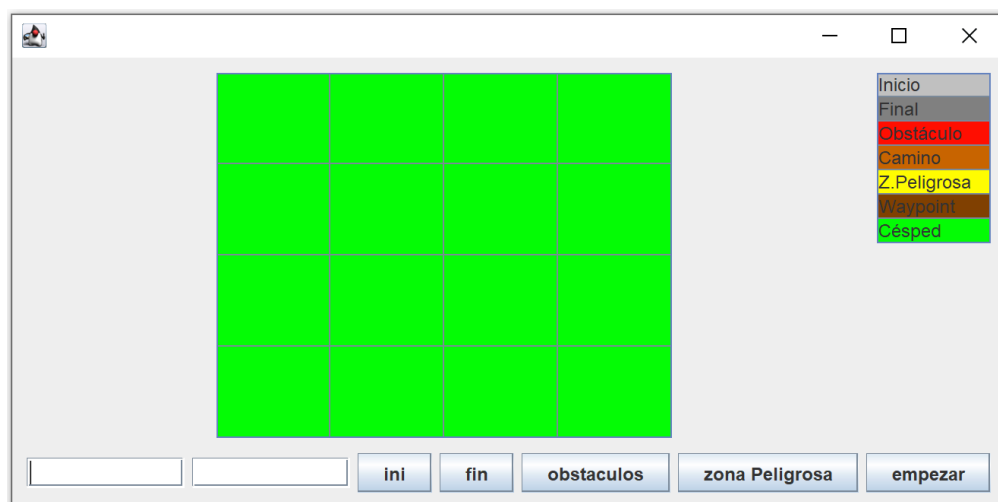 Inicio
Final
Obstáculo
Camino
Z.Peligrosa
Waypoint
Césped
ini fin obstaculos zona Peligrosa empezar